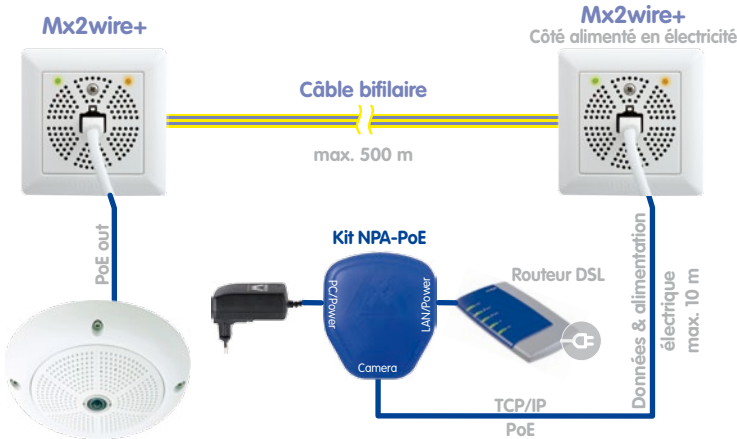 Mx2wire+
Mx2wire+
Côté alimenté en électricité
Câble bifilaire
max. 500 m
PoE out
Kit NPA-PoE
PC/Power
LAN/Power
Camera
Routeur DSL
Données & alimentation
électrique
max. 10 m
TCP/IP
PoE